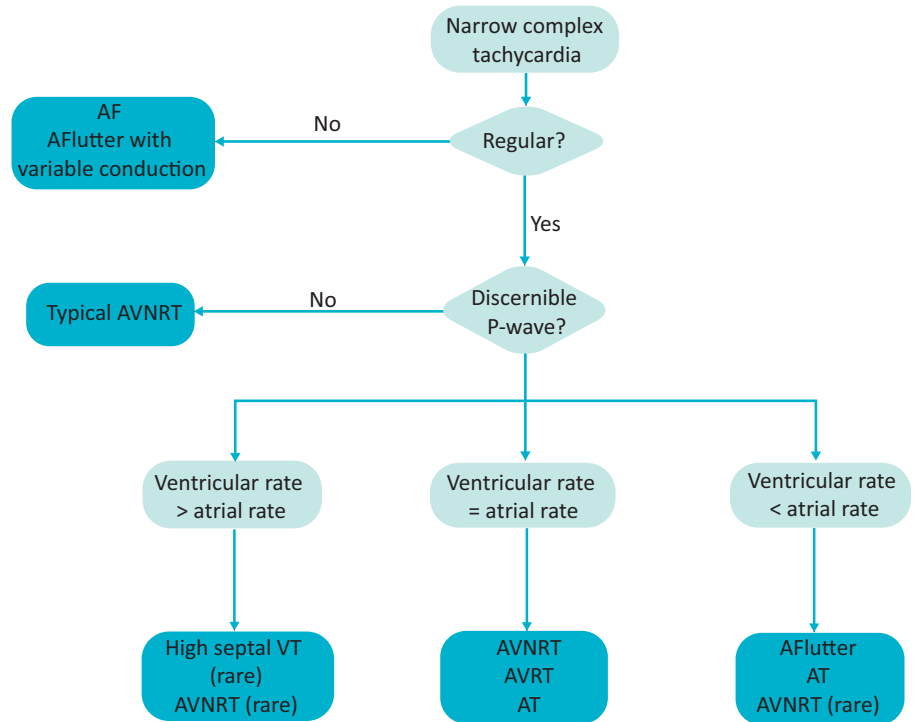 Narrow complex
tachycardia
AF
AFlutter with
variable conduction
No
Regular?
Yes
Typical AVNRT
No
Discernible
P-wave?
Ventricular rate
> atrial rate
Ventricular rate
= atrial rate
Ventricular rate
< atrial rate
High septal VT
(rare)
AVNRT (rare)
AVNRT
AVRT
AT
AFlutter
AT
AVNRT (rare)